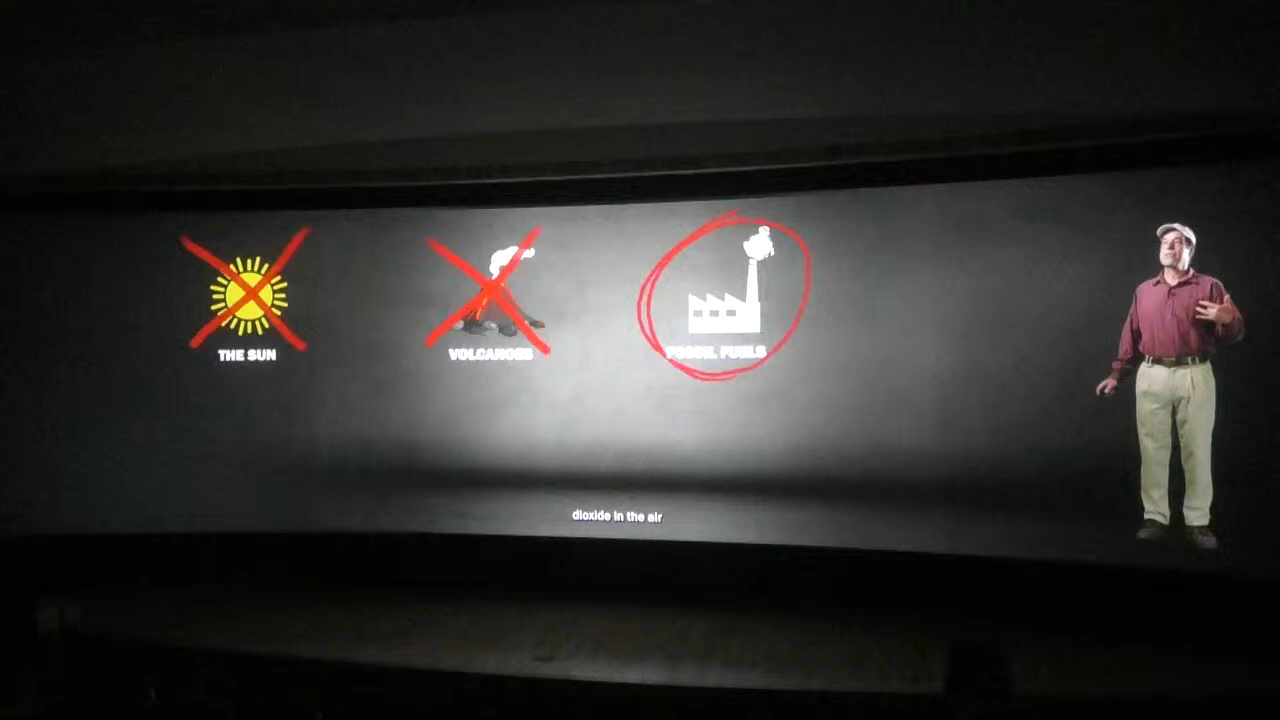 THE SUN
VOLCANOES
FOSSIL FUELS
dioxide in the air